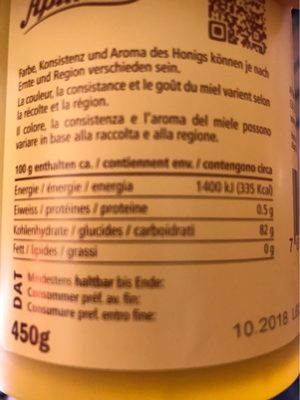 Farbe, Konsistenz und Aroma des Honigs können je nach
Ernte und Region verschieden sein.
La couleur, la consistance et le goût du miel varient selon
la récolte et la région.
Il colore, la consistenza e l'aroma del miele possono
variare in base alla raccolta e alla regione.
100 g enthalten ca. / contiennent env. / contengono circa
Energie / énergie / energia 1400 kJ (335 Kcal)
Eiweiss / protéines / proteine 0.5 g
Kohlenhydrate / glucides / carboidrati 82 g
Fett / lipides / grassi 0 g
DAT
Mindestens haltbar bis Ende:
Consommer préf. av. fin:
Consumare pref. entro fine:
450g
10.2018